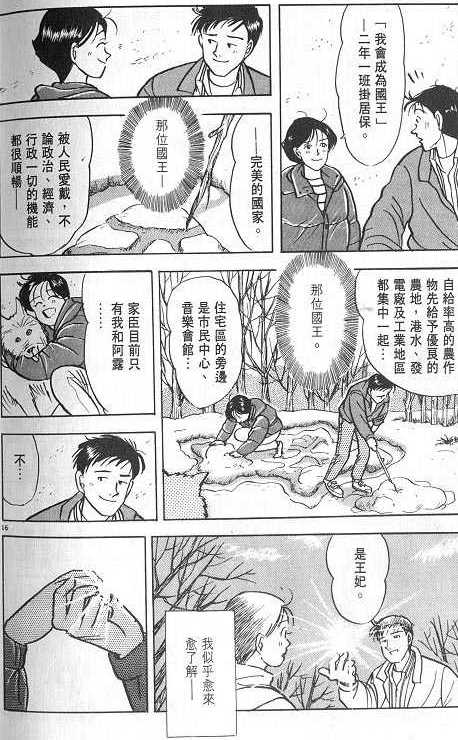 「我會成為國王」
—二年一班掛居保。
——完美的國家。
那位國王—
被人民愛戴，不
論政治、經濟、
行政一切的機能
都很順暢—
自給率高的農作
物先給予優良的
農地，港水、發
電廠及工業地區
都集中一起…
那位國王。
住宅區的旁邊
是市民中心、
音樂會館…
家臣目前只
有我和阿露
……
不…
16
是王妃。
我似乎愈來
愈了解——